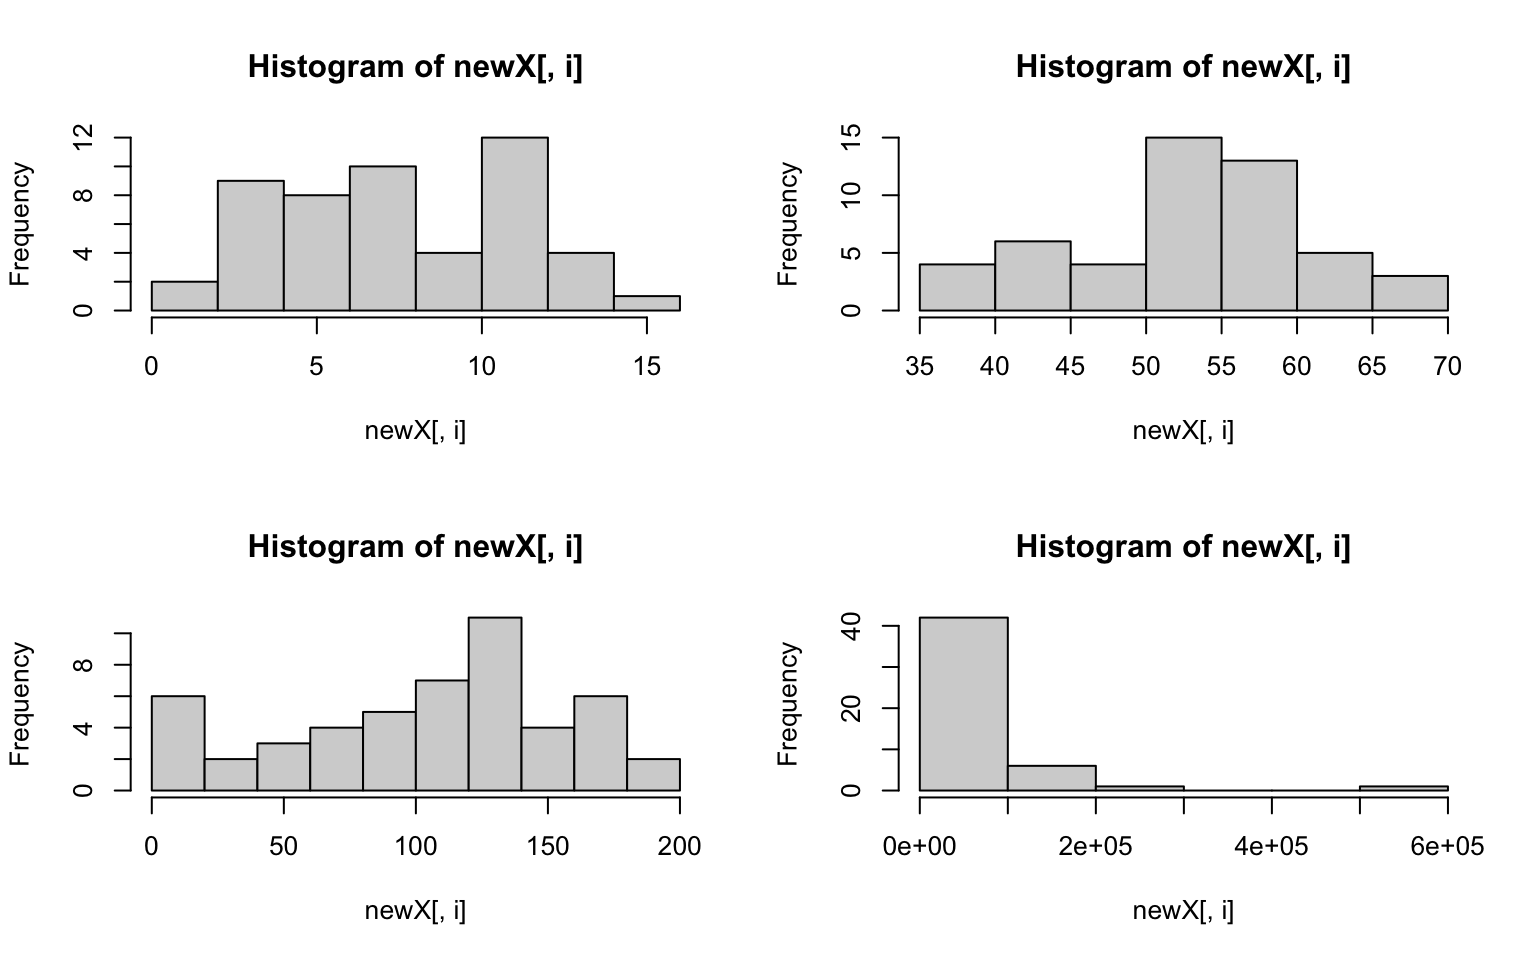 Histogram of newX[, i]
Frequency
12
8
4
0
0 5 10 15
newX[, i]
Histogram of newX[, i]
Frequency
15
10
5
0
35 40 45 50 55 60 65 70
newX[, i]
Histogram of newX[, i]
Frequency
8
4
0
0 50 100 150 200
newX[, i]
Histogram of newX[, i]
Frequency
40
20
0
0e+00 2e+05 4e+05 6e+05
newX[, i]